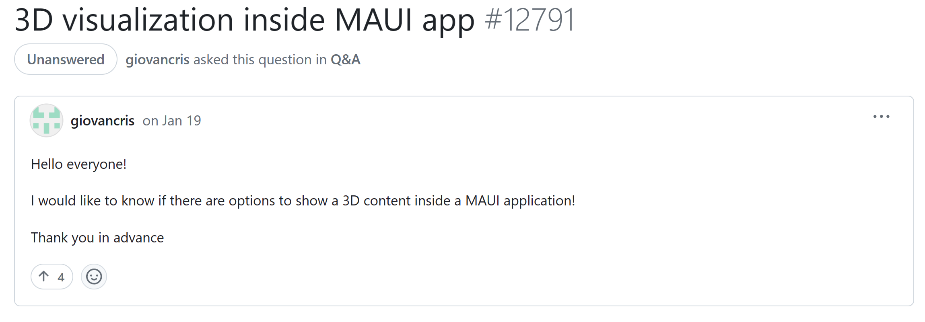 3D visualization inside MAUI app #12791
Unanswered giovancris asked this question in Q&A
giovancris on Jan 19
Hello everyone!
I would like to know if there are options to show a 3D content inside a MAUI application!
Thank you in advance
4